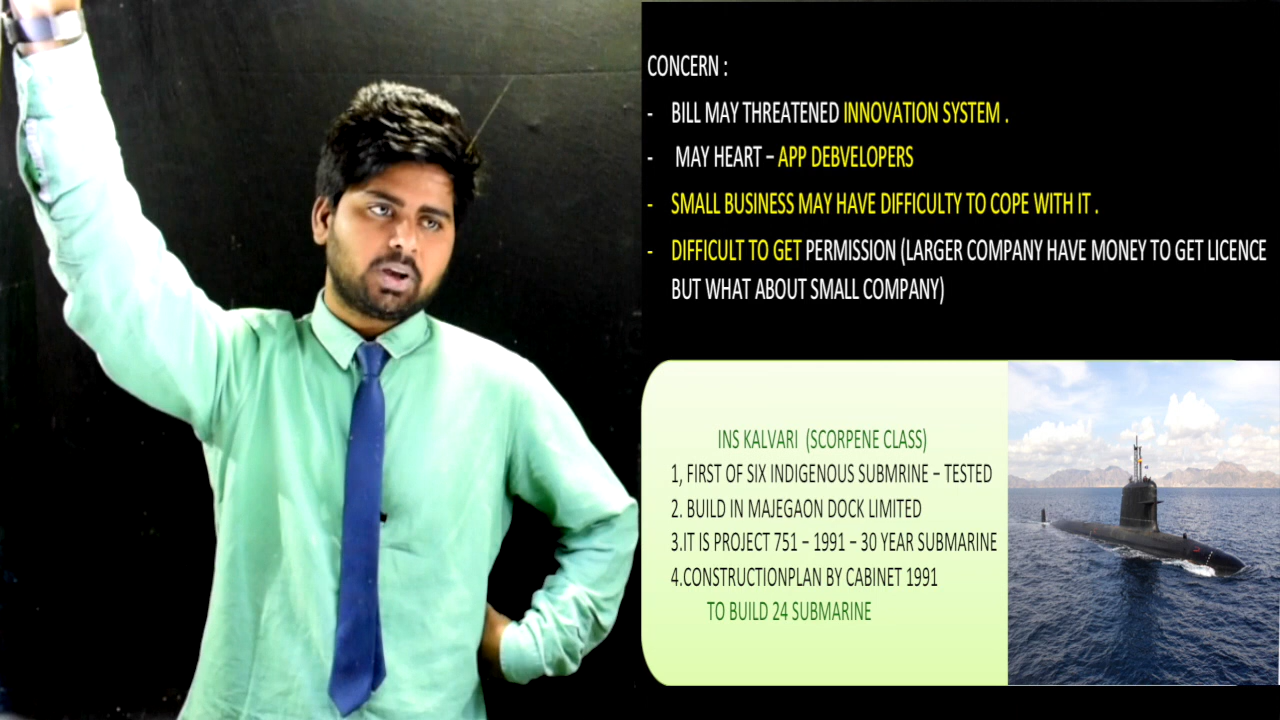 CONCERN :
- BILL MAY THREATENED INNOVATION SYSTEM .
- MAY HEART – APP DEBVELOPERS
- SMALL BUSINESS MAY HAVE DIFFICULTY TO COPE WITH IT .
- DIFFICULT TO GET PERMISSION (LARGER COMPANY HAVE MONEY TO GET LICENCE
BUT WHAT ABOUT SMALL COMPANY)
INS KALVARI (SCORPENE CLASS)
1, FIRST OF SIX INDIGENOUS SUBMRINE – TESTED
2. BUILD IN MAJEGAON DOCK LIMITED
3.IT IS PROJECT 751 – 1991 – 30 YEAR SUBMARINE
4.CONSTRUCTIONPLAN BY CABINET 1991
TO BUILD 24 SUBMARINE